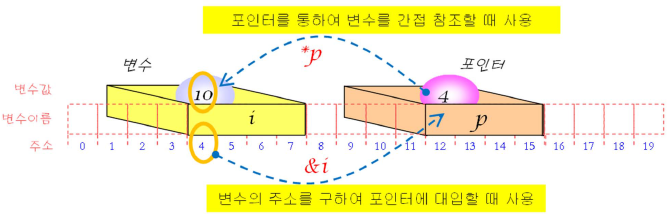 포인터를 통하여 변수를 간접 참조할 때 사용
변수
*p
포인터
변수값
10
4
변수이름
i
p
주소
0 1 2 3 4 5 6 7 8 9 10 11 12 13 14 15 16 17 18 19
&i
변수의 주소를 구하여 포인터에 대입할 때 사용